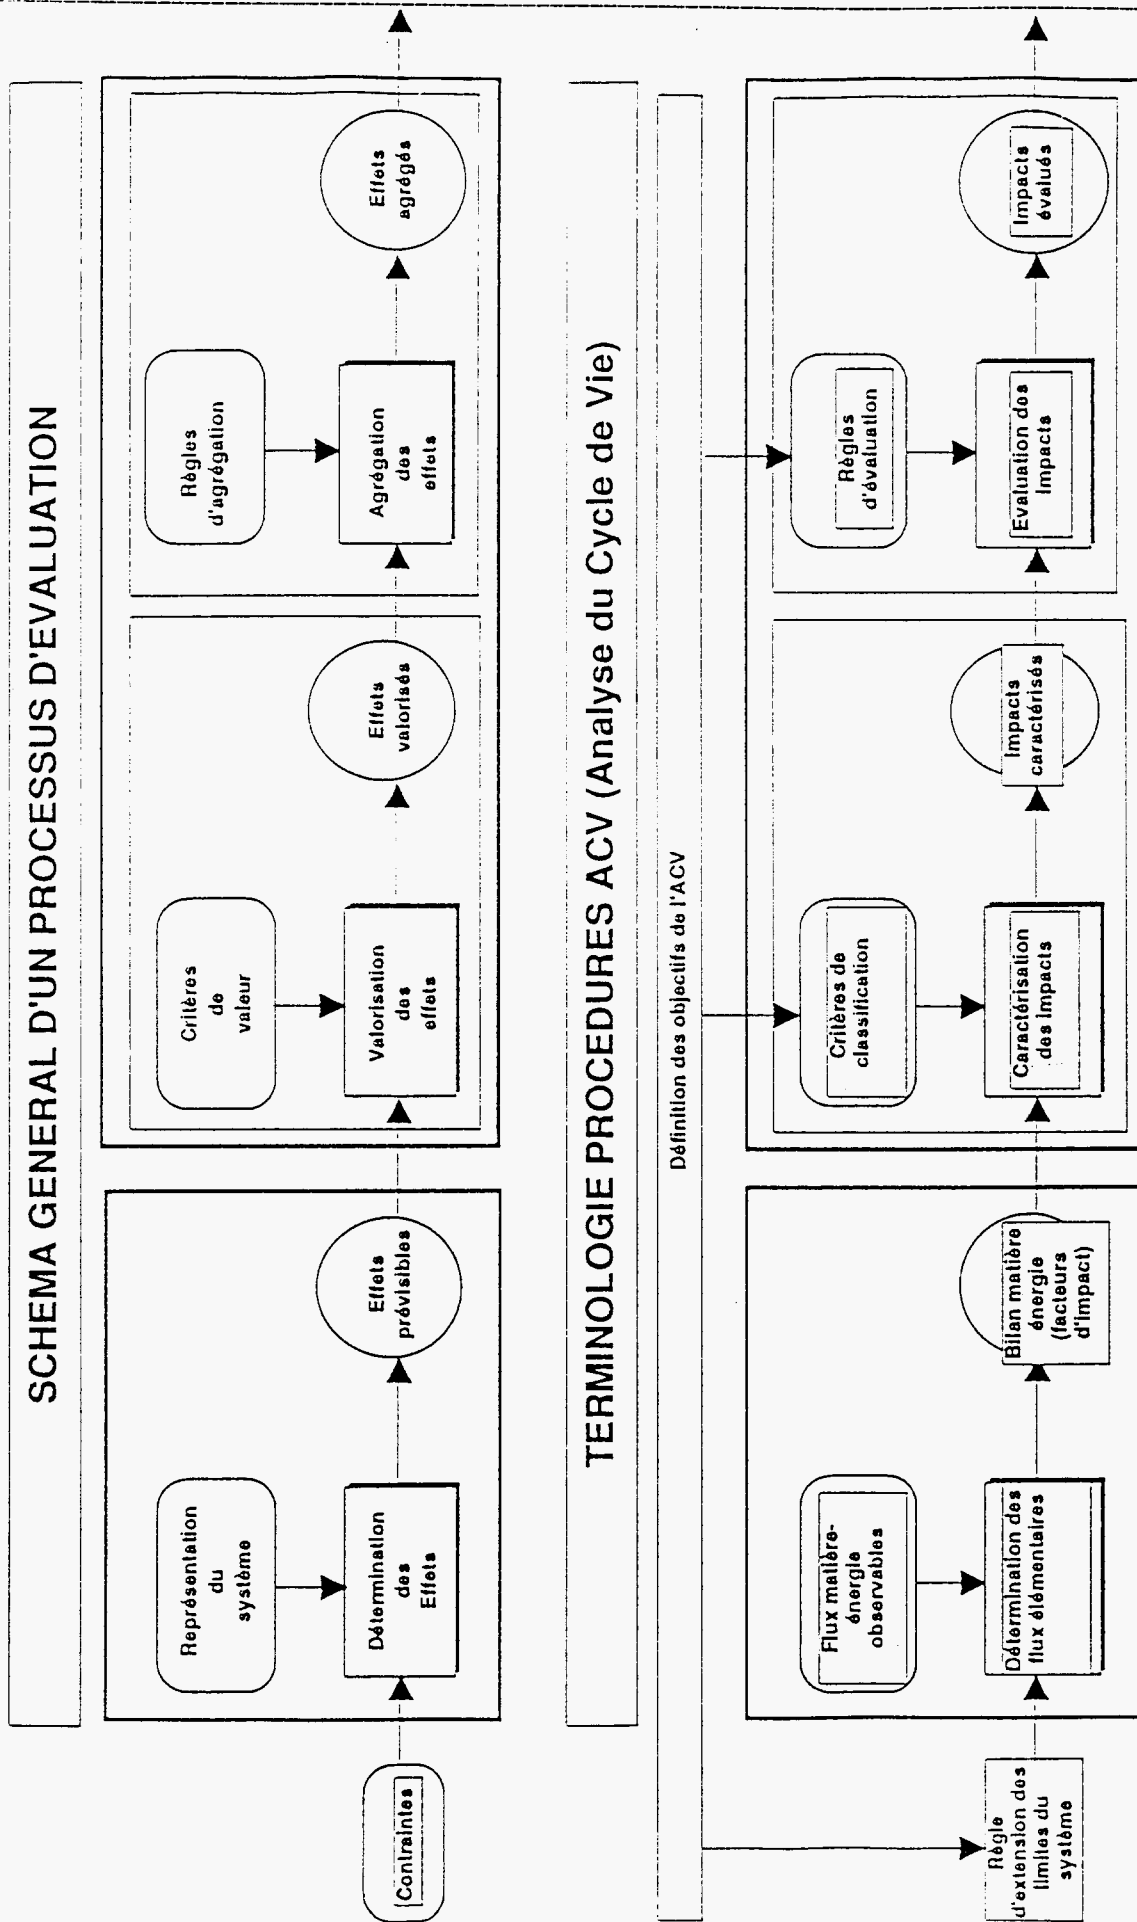 SCHEMA GENERAL D'UN PROCESSUS D'EVALUATION
Contraintes
Représentation
du
système
Détermination
des
Effets
Effets
prévisibles
Critères
de
valeur
Valorisation
des
effets
Effets
valorisés
Règles
d'agrégation
Agrégation
des
effets
Effets
agrégés
TERMINOLOGIE PROCEDURES ACV (Analyse du Cycle de Vie)
Définition des objectifs de l'ACV
Règle
d'extension des
limites du
système
Flux matière-
énergie
observables
Détermination des
flux élémentaires
Bilan matière
énergie
(facteurs
d'impact)
Critères de
classification
Caractérisation
des impacts
Impacts
caractérisés
Règles
d'évaluation
Evaluation des
Impacts
Impacts
évalués